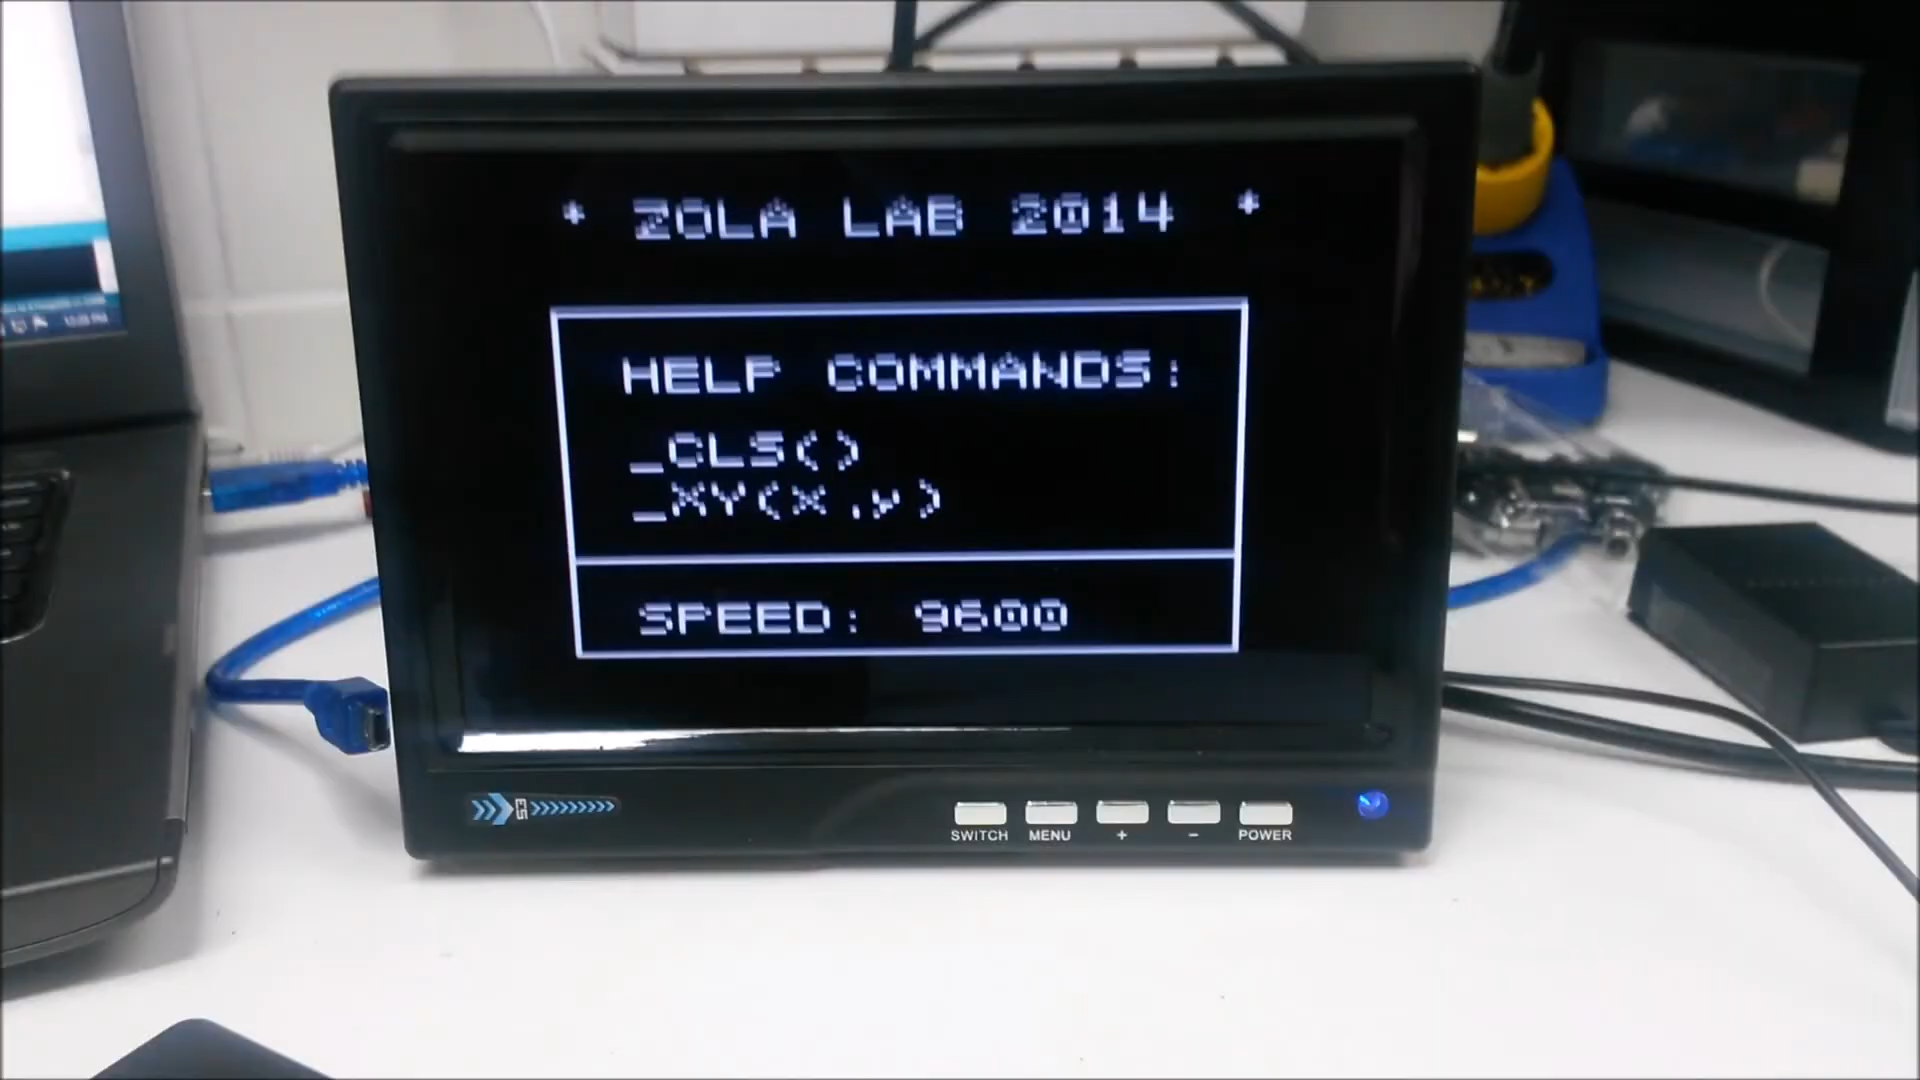 * ZOLA LAB 2014 *
HELP COMMANDS:
_CLS()
_XY(x,y)
SPEED: 9600
SWITCH MENU + - POWER